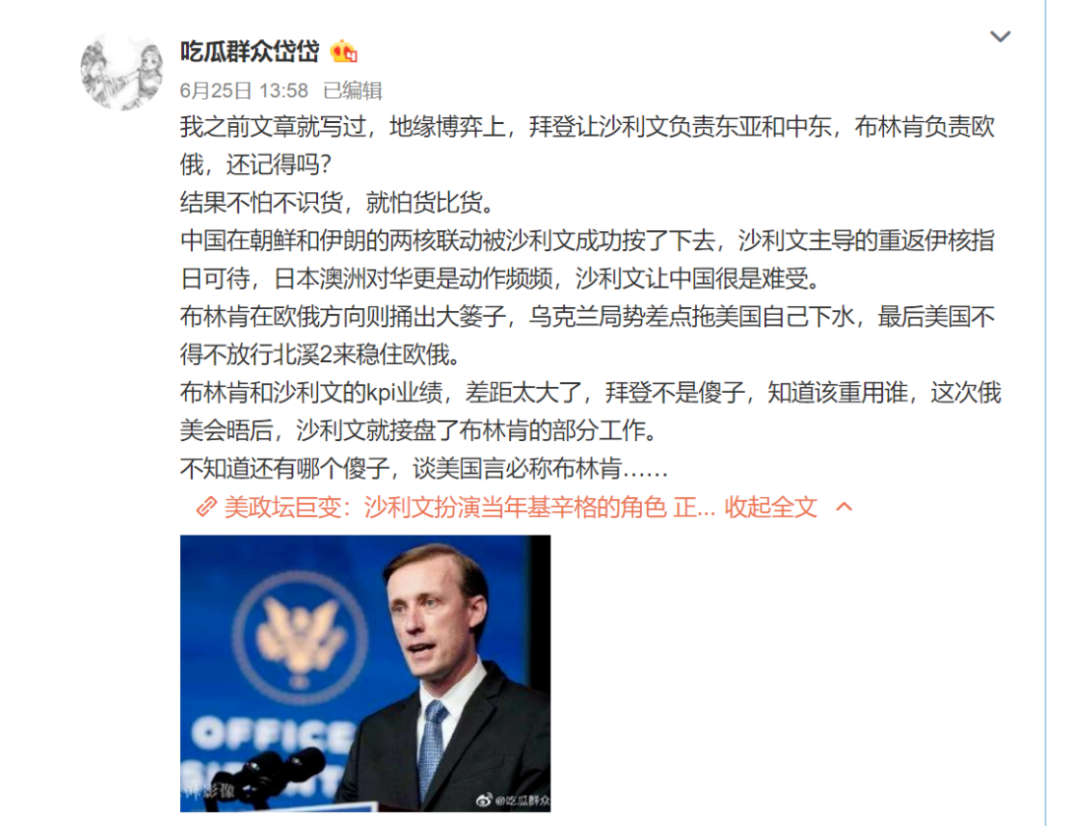 吃瓜群众岱岱
6月25日 13:58 已编辑
我之前文章就写过，地缘博弈上，拜登让沙利文负责东亚和中东，布林肯负责欧
俄，还记得吗？
结果不怕不识货，就怕货比货。
中国在朝鲜和伊朗的两核联动被沙利文成功按了下去，沙利文主导的重返伊核指
日可待，日本澳洲对华更是动作频频，沙利文让中国很是难受。
布林肯在欧俄方向则捅出大篓子，乌克兰局势差点拖美国自己下水，最后美国不
得不放行北溪2来稳住欧俄。
布林肯和沙利文的kpi业绩，差距太大了，拜登不是傻子，知道该重用谁，这次俄
美会晤后，沙利文就接盘了布林肯的部分工作。
不知道还有哪个傻子，谈美国言必称布林肯……
美政坛巨变：沙利文扮演当年基辛格的角色 正... 收起全文
OFFICE
影像
@吃瓜群众